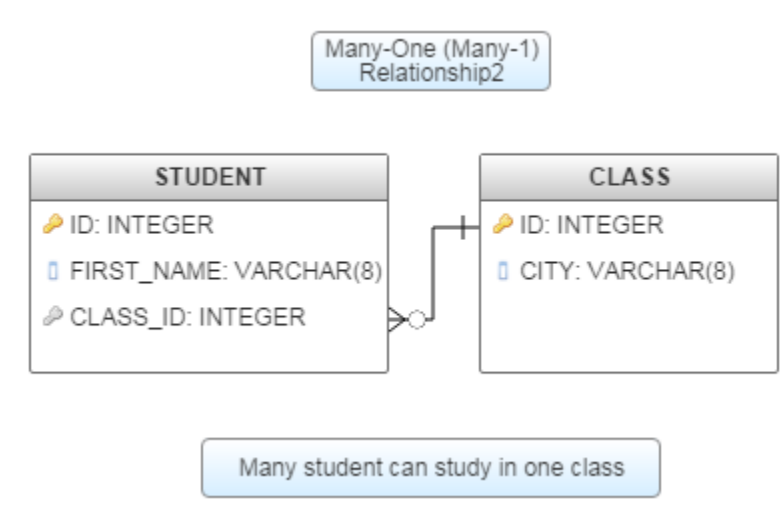 Many-One (Many-1)
Relationship2
STUDENT
ID: INTEGER
FIRST_NAME: VARCHAR(8)
CLASS_ID: INTEGER
CLASS
ID: INTEGER
CITY: VARCHAR(8)
Many student can study in one class